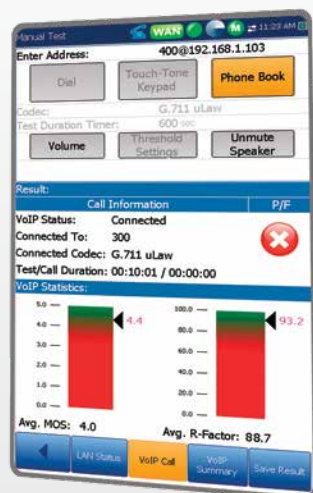 Manual Test WAN M 11:23 AM
Enter Address: 400@192.168.1.103
Dial Touch-Tone Keypad Phone Book
Codec: G.711 uLaw
Test Duration Timer: 600 sec
Volume Threshold Settings Unmute Speaker
Result:
Call Information P/F
VoIP Status: Connected
Connected To: 300
Connected Codec: G.711 uLaw
Test/Call Duration: 00:10:01 / 00:00:00
VoIP Statistics:
5.0 100.0
4.4 93.2
4.0 80.0
3.0 60.0
2.0 40.0
1.0 20.0
0.0 0.0
Avg. MOS: 4.0 Avg. R-Factor: 88.7
LAN Status VoIP Call VoIP Summary Save Result